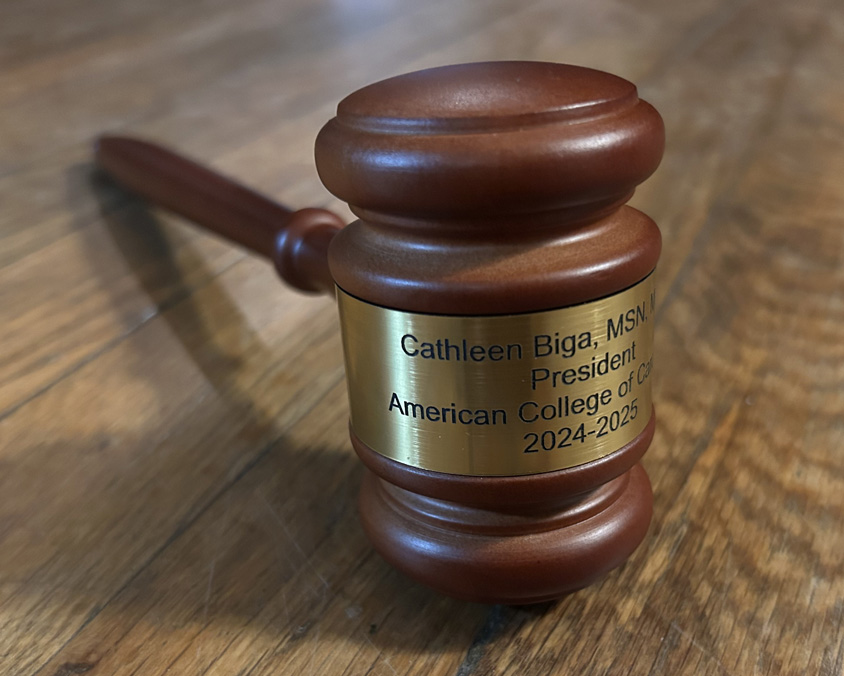 Cathleen Biga, MSN,
President
American College of
2024-2025